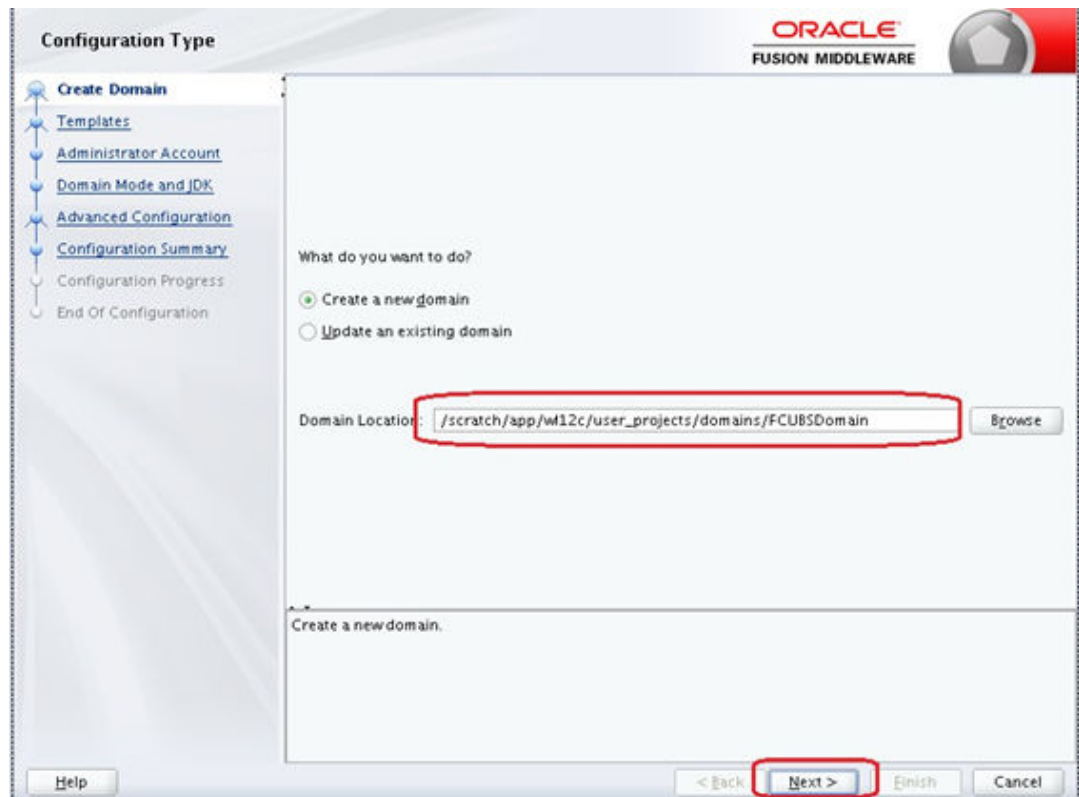 Configuration Type
ORACLE
FUSION MIDDLEWARE
Create Domain
Templates
Administrator Account
Domain Mode and JDK
Advanced Configuration
Configuration Summary
Configuration Progress
End Of Configuration
What do you want to do?
Create a new domain
Update an existing domain
Domain Location: /scratch/app/wl12c/user_projects/domains/FCUBSDomain Browse
Create a new domain.
Help < Back Next > Finish Cancel